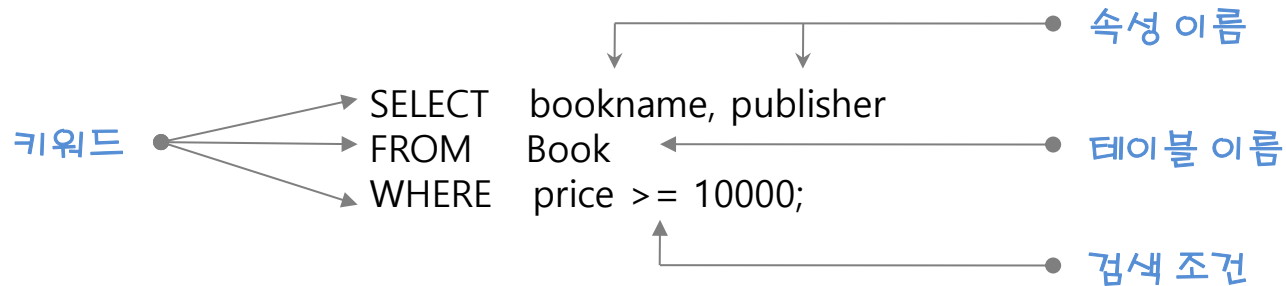 속성 이름
SELECT bookname, publisher
키워드
FROM Book
테이블 이름
WHERE price >= 10000;
검색 조건